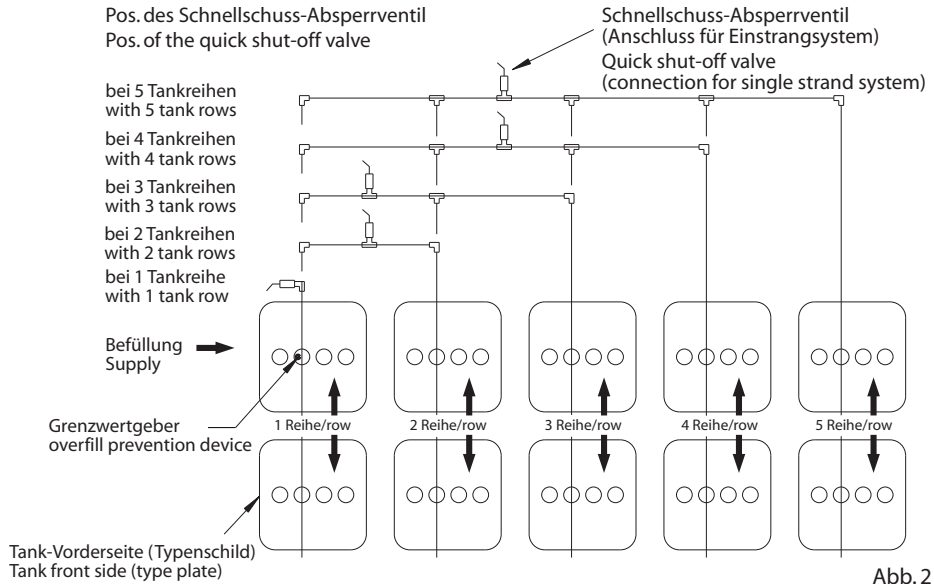 Pos. des Schnellschuss-Absperrventil
Pos. of the quick shut-off valve
Schnellschuss-Absperrventil
(Anschluss für Einstrangsystem)
Quick shut-off valve
(connection for single strand system)
bei 5 Tankreihen
with 5 tank rows
bei 4 Tankreihen
with 4 tank rows
bei 3 Tankreihen
with 3 tank rows
bei 2 Tankreihen
with 2 tank rows
bei 1 Tankreihe
with 1 tank row
Befüllung
Supply
Grenzwertgeber
overfill prevention device
1 Reihe/row
2 Reihe/row
3 Reihe/row
4 Reihe/row
5 Reihe/row
Tank-Vorderseite (Typenschild)
Tank front side (type plate)
Abb. 2